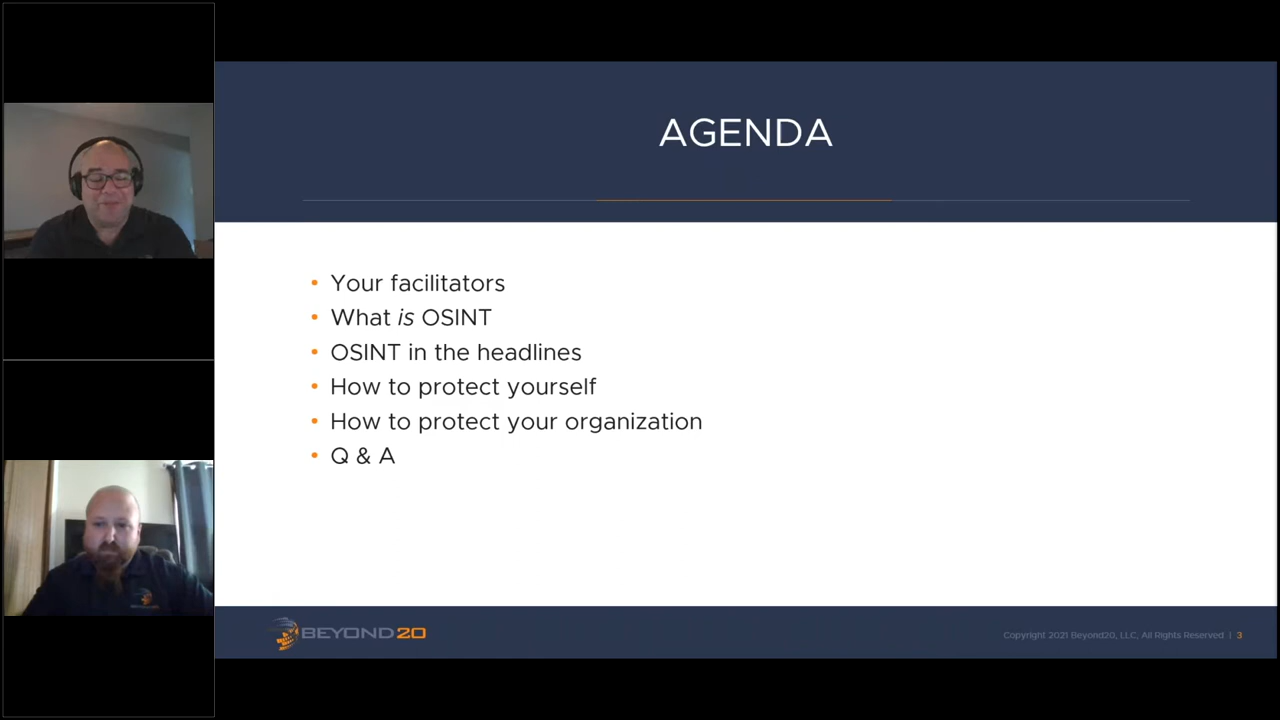 AGENDA
• Your facilitators
• What is OSINT
• OSINT in the headlines
• How to protect yourself
• How to protect your organization
• Q & A
BEYOND20
Copyright 2021 Beyond20, LLC, All Rights Reserved | 3